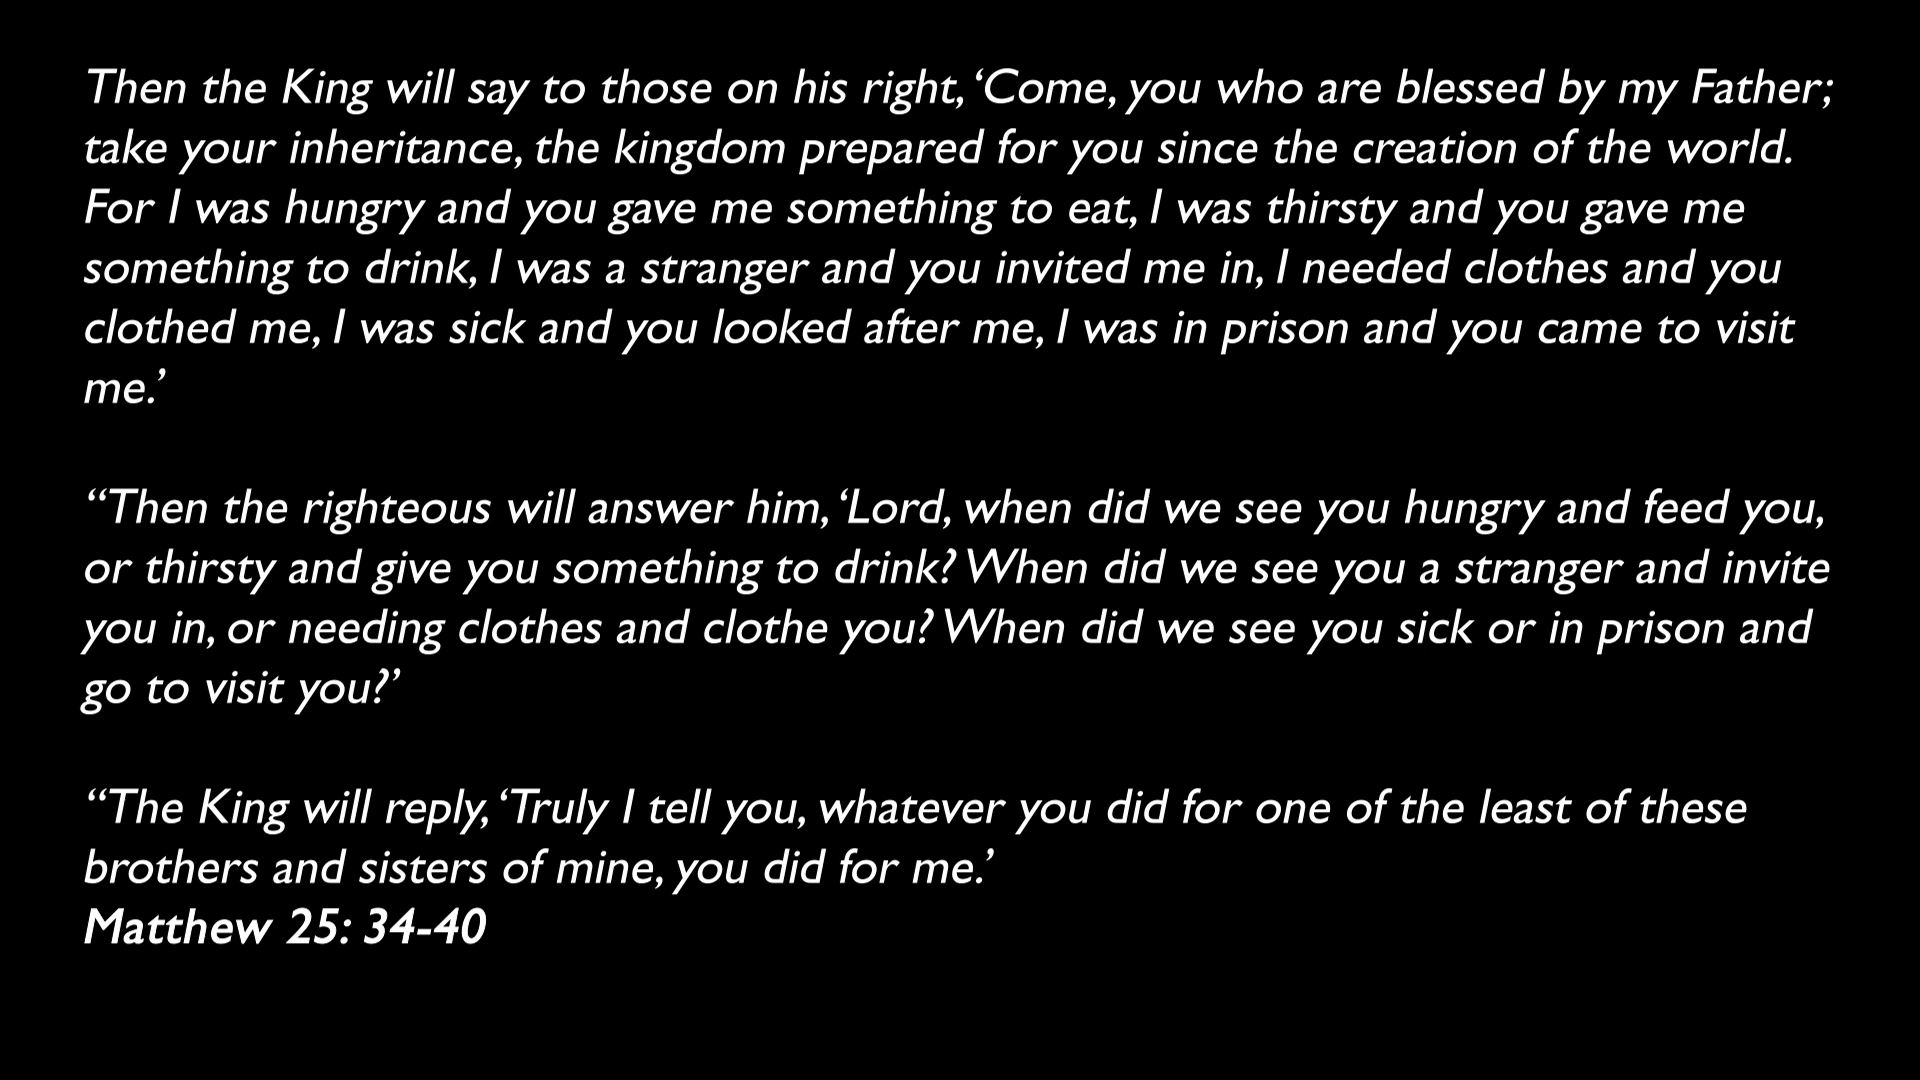 Then the King will say to those on his right, ‘Come, you who are blessed by my Father;
take your inheritance, the kingdom prepared for you since the creation of the world.
For I was hungry and you gave me something to eat, I was thirsty and you gave me
something to drink, I was a stranger and you invited me in, I needed clothes and you
clothed me, I was sick and you looked after me, I was in prison and you came to visit
me.’
“Then the righteous will answer him, ‘Lord, when did we see you hungry and feed you,
or thirsty and give you something to drink? When did we see you a stranger and invite
you in, or needing clothes and clothe you? When did we see you sick or in prison and
go to visit you?’
“The King will reply, ‘Truly I tell you, whatever you did for one of the least of these
brothers and sisters of mine, you did for me.’
Matthew 25: 34-40